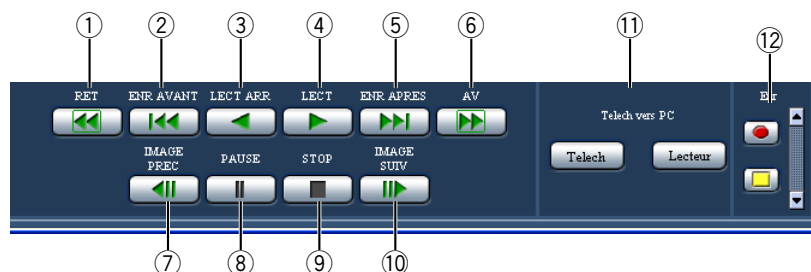 ① ② ③ ④ ⑤ ⑥ ⑪ ⑫
RET ENR AVANT LECT ARR LECT ENR APRES AV
Telech vers PC
IMAGE PREC PAUSE STOP IMAGE SUIV
Telech Lecteur
⑦ ⑧ ⑨ ⑩